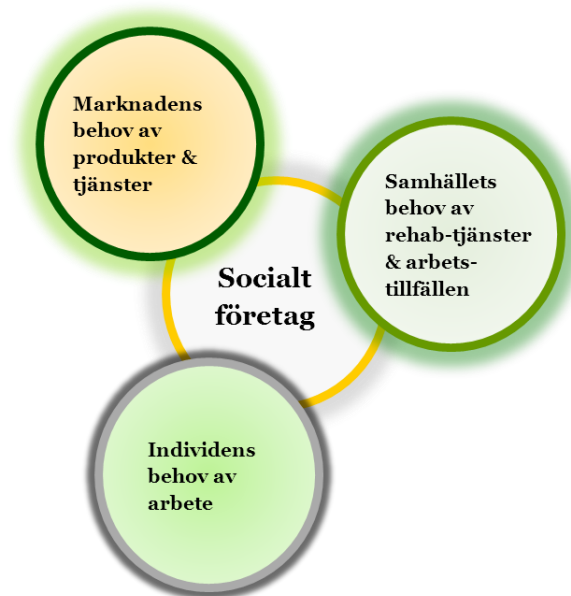 Marknadens
behov av
produkter &
tjänster
Samhällets
behov av
rehab-tjänster
& arbets-
tillfällen
Socialt
företag
Individens
behov av
arbete